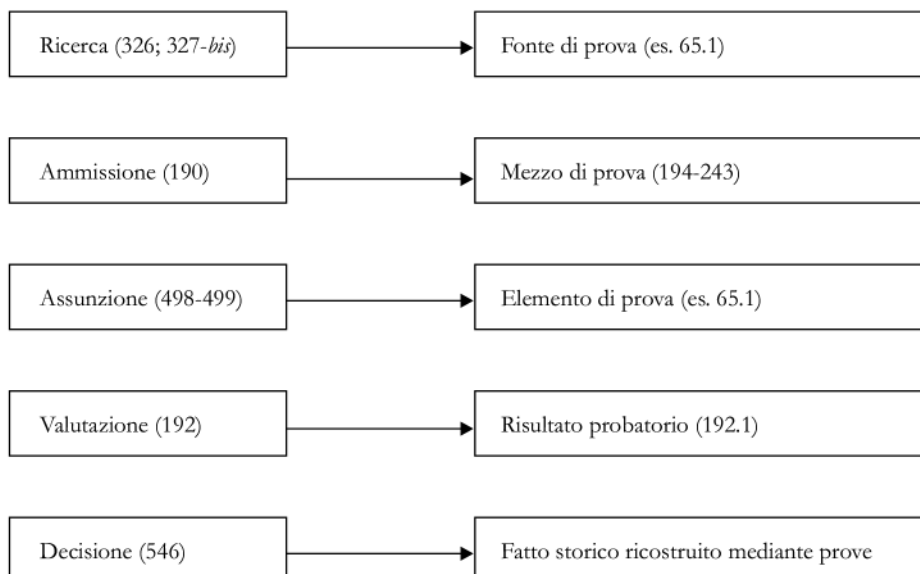 Ricerca (326; 327-bis)
Fonte di prova (es. 65.1)
Ammissione (190)
Mezzo di prova (194-243)
Assunzione (498-499)
Elemento di prova (es. 65.1)
Valutazione (192)
Risultato probatorio (192.1)
Decisione (546)
Fatto storico ricostruito mediante prove